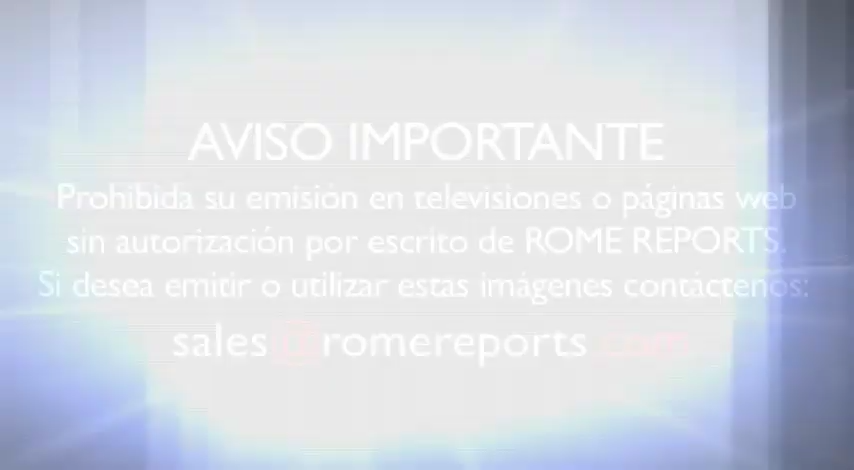 AVISO IMPORTANTE
Prohibida su emisión en televisiones o páginas web
sin autorización por escrito de ROME REPORTS.
Si desea emitir o utilizar estas imágenes contáctenos:
sales@romereports.com